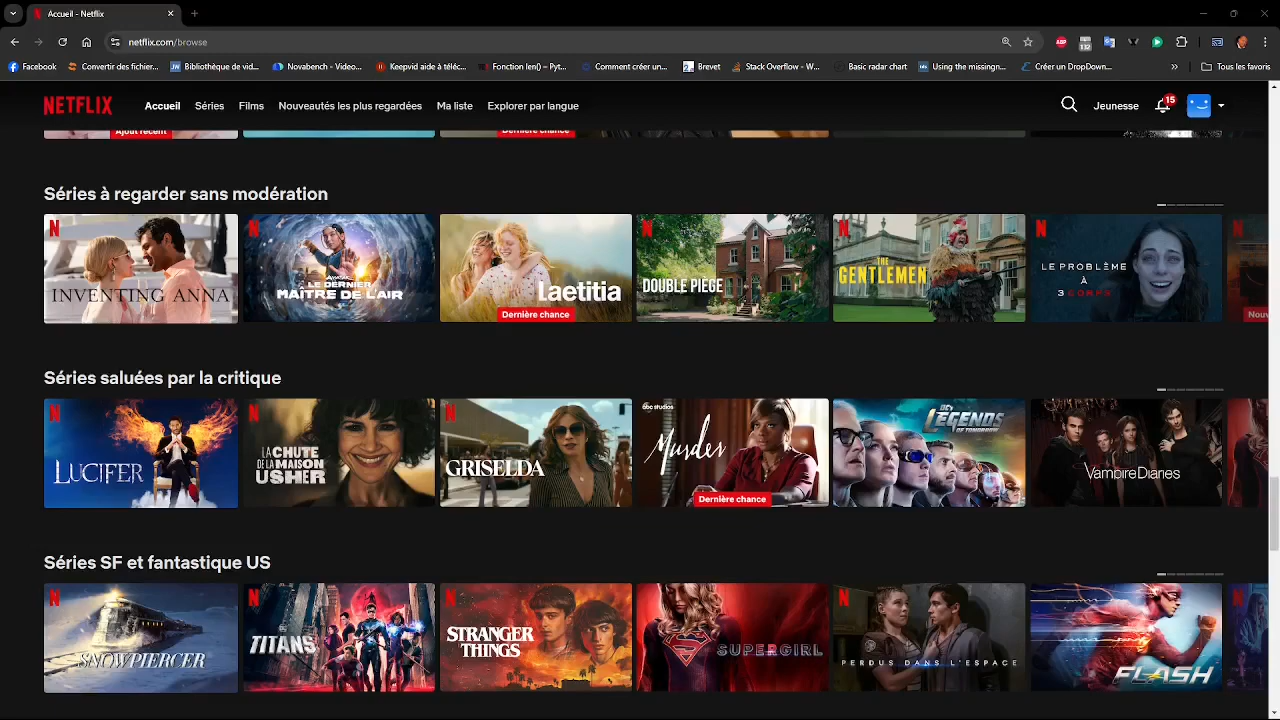 Accueil - Netflix
netflix.com/browse
ABP
112
Facebook
Convertir des fichier...
Bibliothèque de vid...
Novabench - Video...
Keepvid aide à téléc...
Fonction len() – Pyt...
Comment créer un...
Brevet
Stack Overflow - W...
Basic radar chart
Using the missingn...
Créer un DropDown...
Tous les favoris
NETFLIX
Accueil
Séries
Films
Nouveautés les plus regardées
Ma liste
Explorer par langue
Jeunesse
15
Ajout récent
Dernière chance
Séries à regarder sans modération
N
INVENTING ANNA
N
AVATAR
LE DERNIER
MAÎTRE DE L'AIR
Laetitia
Dernière chance
N
DOUBLE PIÈGE
N
THE
GENTLEMEN
N
LE PROBLÈME
À
3 CORPS
N
Nouv
Séries saluées par la critique
N
LUCIFER
N
LA CHUTE
DE LA MAISON
USHER
N
GRISELDA
abc studios
Murder
Dernière chance
DC's
LEGENDS
OF TOMORROW
Vampire Diaries
Séries SF et fantastique US
N
SNOWPIERCER
N
TITANS
N
STRANGER
THINGS
SUPERGIRL
N
PERDUS DANS L'ESPACE
FLASH
N